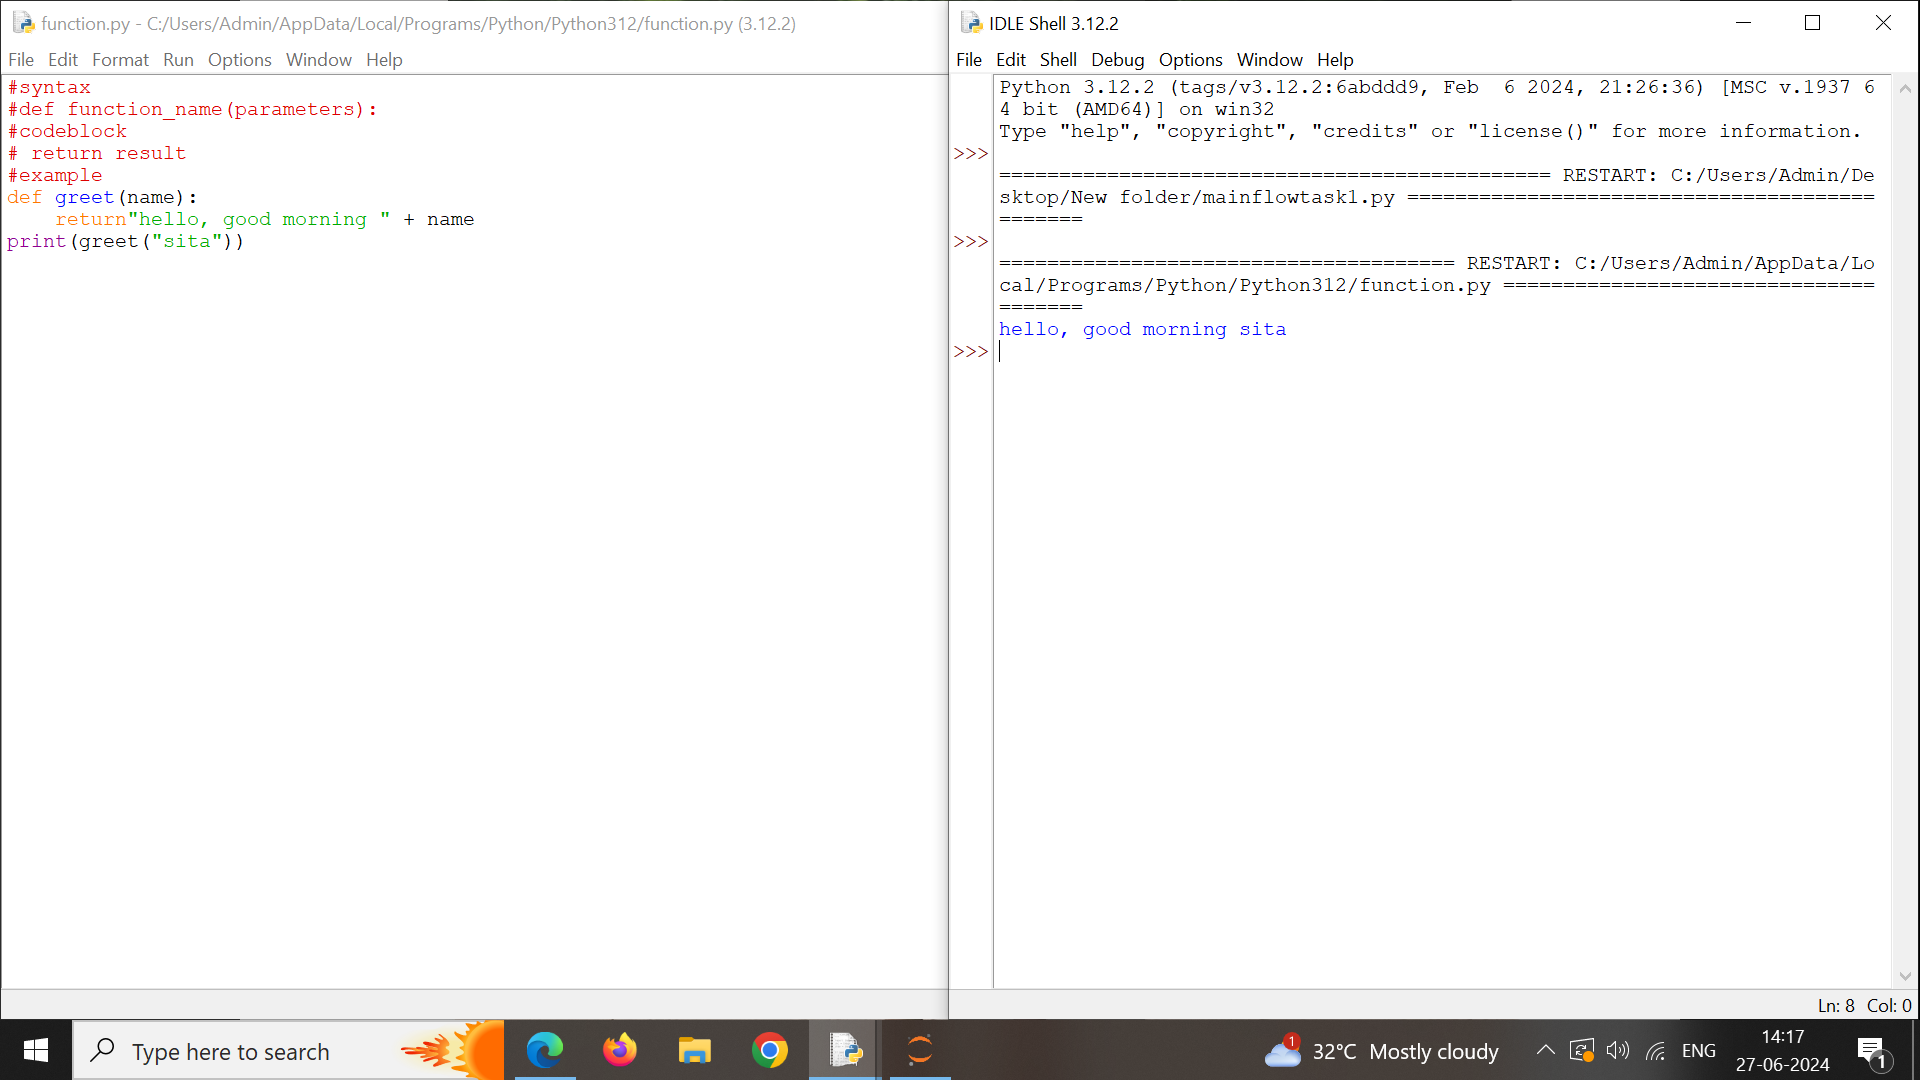 function.py - C:/Users/Admin/AppData/Local/Programs/Python/Python312/function.py (3.12.2)
File Edit Format Run Options Window Help
#syntax
#def function_name(parameters):
#codeblock
# return result
#example
def greet(name):
    return"hello, good morning " + name
print(greet("sita"))
IDLE Shell 3.12.2
File Edit Shell Debug Options Window Help
Python 3.12.2 (tags/v3.12.2:6abddd9, Feb  6 2024, 21:26:36) [MSC v.1937 6
4 bit (AMD64)] on win32
Type "help", "copyright", "credits" or "license()" for more information.
>>>
============================================== RESTART: C:/Users/Admin/De
sktop/New folder/mainflowtask1.py =======================================
=======
>>>
====================================== RESTART: C:/Users/Admin/AppData/Lo
cal/Programs/Python/Python312/function.py ===============================
=======
hello, good morning sita
>>>
Ln: 8 Col: 0
Type here to search
1
32°C Mostly cloudy
ENG
14:17
27-06-2024
1